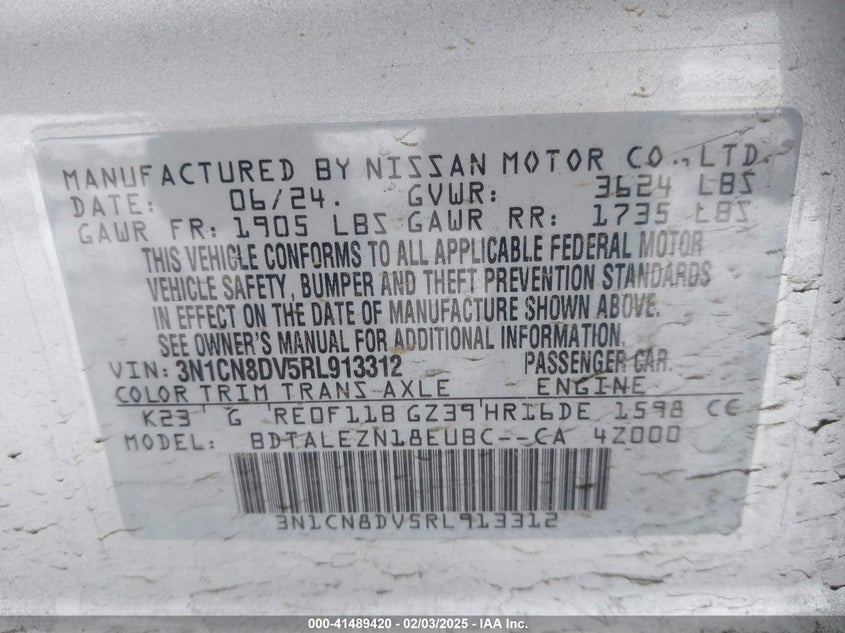 MANUFACTURED BY NISSAN MOTOR CO., LTD.
DATE: 06/24. GVWR: 3624 LBS
GAWR FR: 1905 LBS GAWR RR: 1735 LBS
THIS VEHICLE CONFORMS TO ALL APPLICABLE FEDERAL MOTOR
VEHICLE SAFETY, BUMPER AND THEFT PREVENTION STANDARDS
IN EFFECT ON THE DATE OF MANUFACTURE SHOWN ABOVE.
SEE OWNER'S MANUAL FOR ADDITIONAL INFORMATION.
VIN: 3N1CN8DV5RL913312 PASSENGER CAR.
COLOR TRIM TRANS AXLE ENGINE
K23 G RE0F11B GZ39 HR16DE 1598 CC
MODEL: BDTALEZN18EUBC--CA 4Z000
3N1CN8DV5RL913312
000-41489420 - 02/03/2025 - IAA Inc.